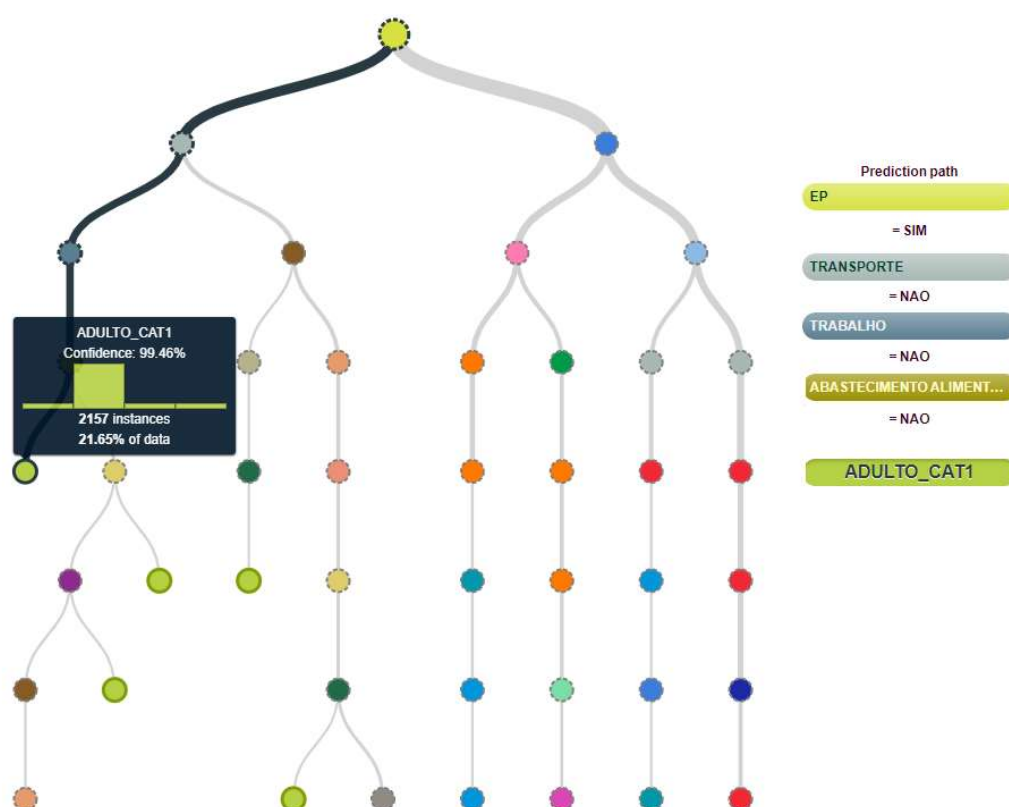 Prediction path
EP
= SIM
TRANSPORTE
= NAO
TRABALHO
= NAO
ABASTECIMENTO ALIMENT...
= NAO
ADULTO_CAT1
ADULTO_CAT1
Confidence: 99.46%
2157 instances
21.65% of data